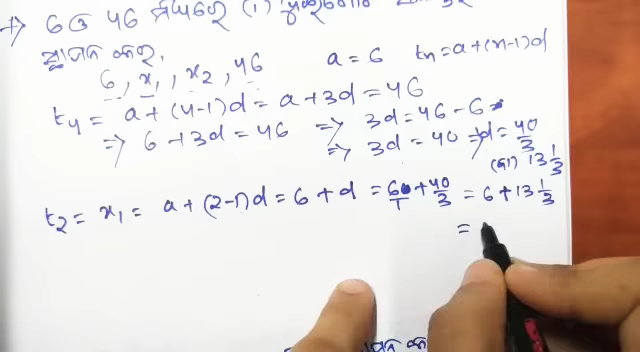 → 6 ଓ 46 ମଧ୍ୟରେ (1)
ସ୍ଥାପନ କର.
6, x₁, x₂, 46 a = 6 tn = a+(n-1)d
t₄ = a+(4-1)d = a+3d = 46
⇒ 6+3d = 46 ⇒ 3d = 46-6
⇒ 3d = 40 ⇒ d = 40/3
(ବା) 13 1/3
t₂ = x₁ = a+(2-1)d = 6+d = 6/1 + 40/3 = 6+13 1/3
=